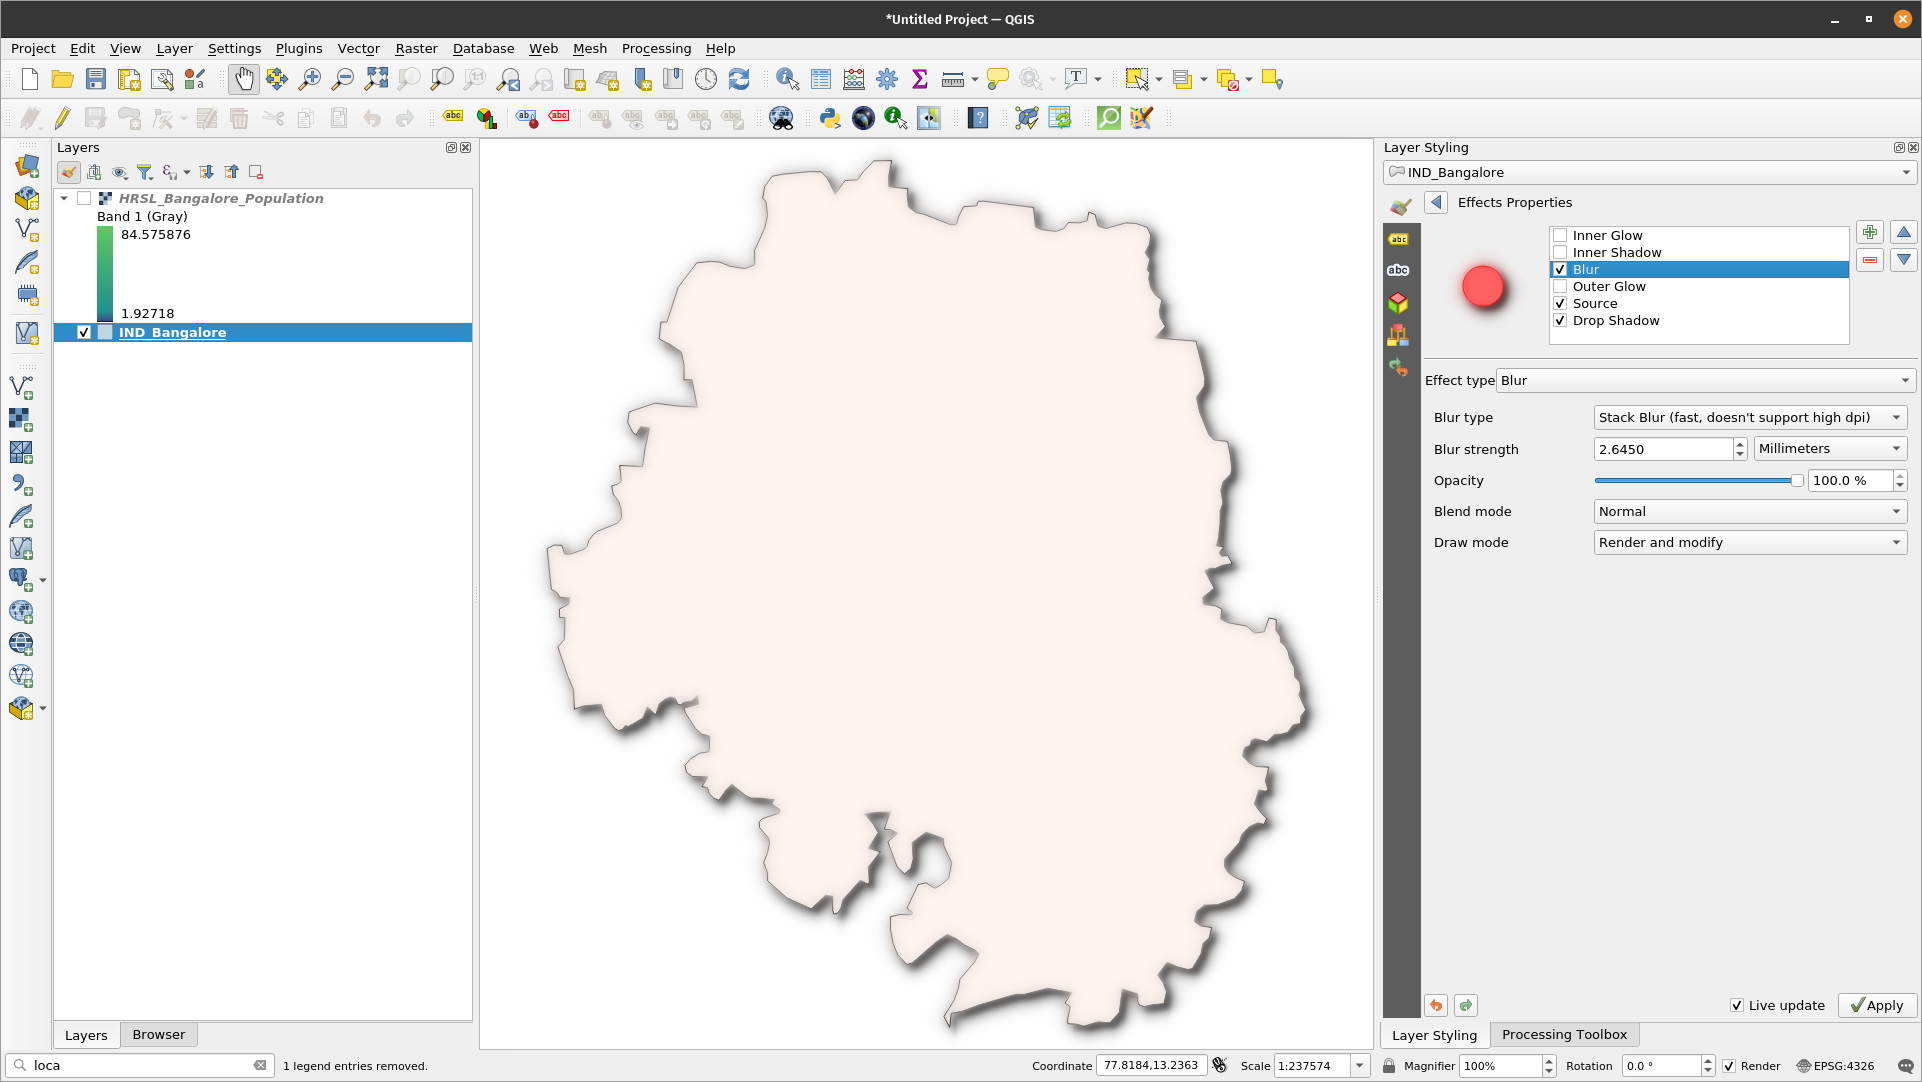 *Untitled Project — QGIS
Project Edit View Layer Settings Plugins Vector Raster Database Web Mesh Processing Help
Layers
HRSL_Bangalore_Population
Band 1 (Gray)
84.575876
1.92718
IND_Bangalore
Layers Browser
loca
1 legend entries removed.
Coordinate 77.8184,13.2363
Scale 1:237574
Magnifier 100%
Rotation 0.0 °
Render
EPSG:4326
Layer Styling
IND_Bangalore
Effects Properties
Inner Glow
Inner Shadow
Blur
Outer Glow
Source
Drop Shadow
Effect type Blur
Blur type Stack Blur (fast, doesn't support high dpi)
Blur strength 2.6450 Millimeters
Opacity 100.0 %
Blend mode Normal
Draw mode Render and modify
Live update Apply
Layer Styling Processing Toolbox